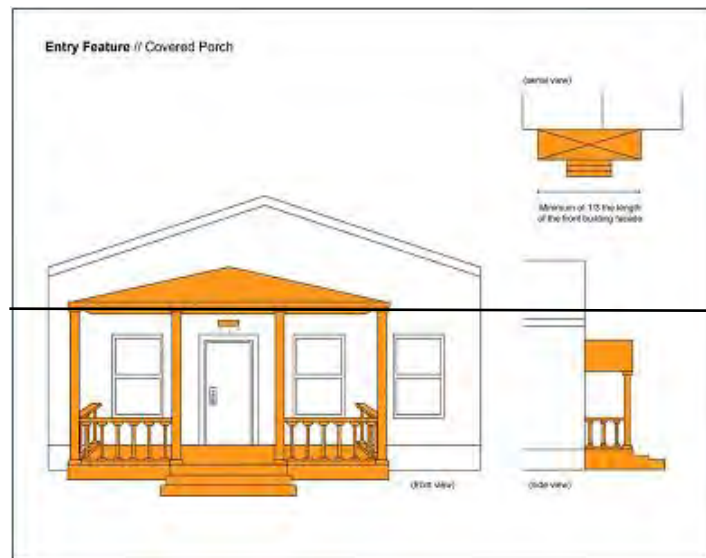 Entry Feature // Covered Porch
(aerial view)
Minimum of 1/3 the length
of the front building facade
(front view)
(side view)